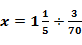 x = 1 1/5 ÷ 3/70